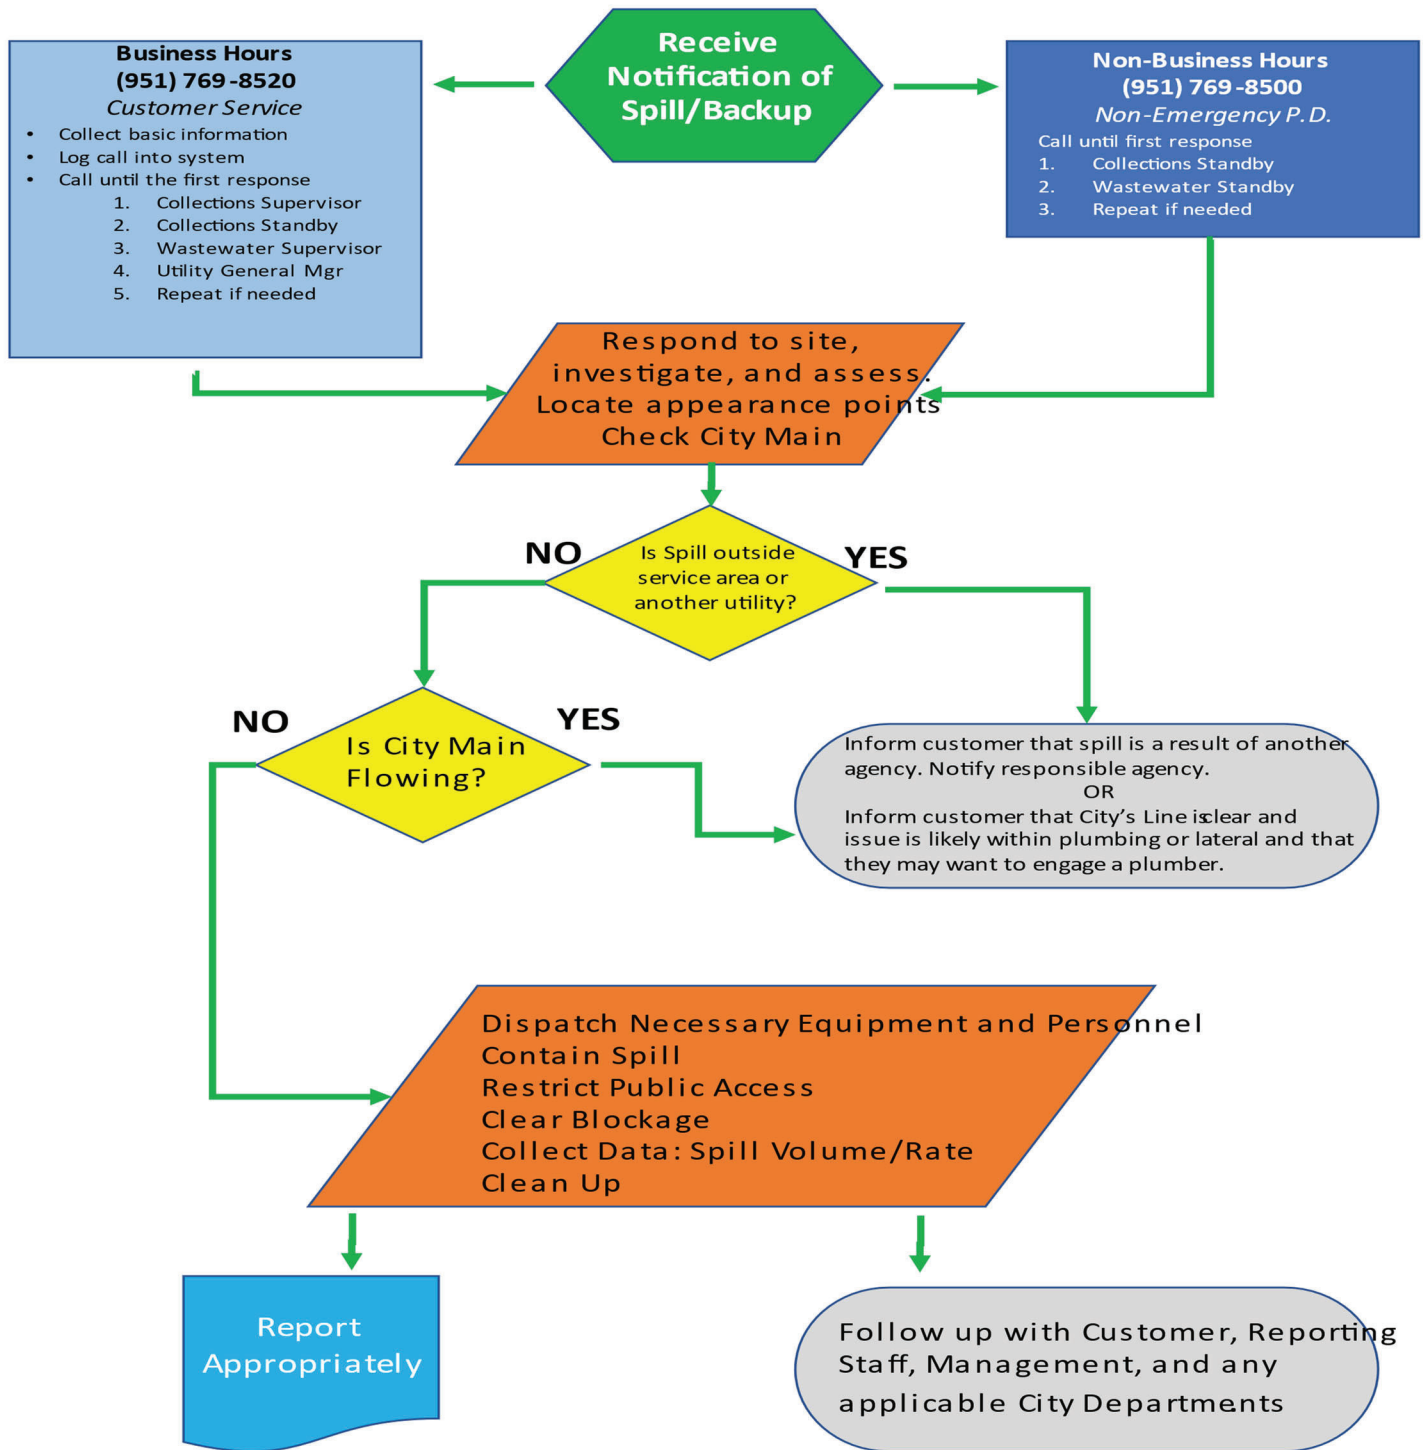 Receive
Notification of
Spill/Backup
Business Hours
(951) 769-8520
Customer Service
• Collect basic information
• Log call into system
• Call until the first response
1. Collections Supervisor
2. Collections Standby
3. Wastewater Supervisor
4. Utility General Mgr
5. Repeat if needed
Non-Business Hours
(951) 769-8500
Non-Emergency P.D.
Call until first response
1. Collections Standby
2. Wastewater Standby
3. Repeat if needed
Respond to site,
investigate, and assess.
Locate appearance points
Check City Main
NO
Is Spill outside
service area or
another utility?
YES
NO
Is City Main
Flowing?
YES
Inform customer that spill is a result of another
agency. Notify responsible agency.
OR
Inform customer that City's Line is clear and
issue is likely within plumbing or lateral and that
they may want to engage a plumber.
Dispatch Necessary Equipment and Personnel
Contain Spill
Restrict Public Access
Clear Blockage
Collect Data: Spill Volume/Rate
Clean Up
Report
Appropriately
Follow up with Customer, Reporting
Staff, Management, and any
applicable City Departments